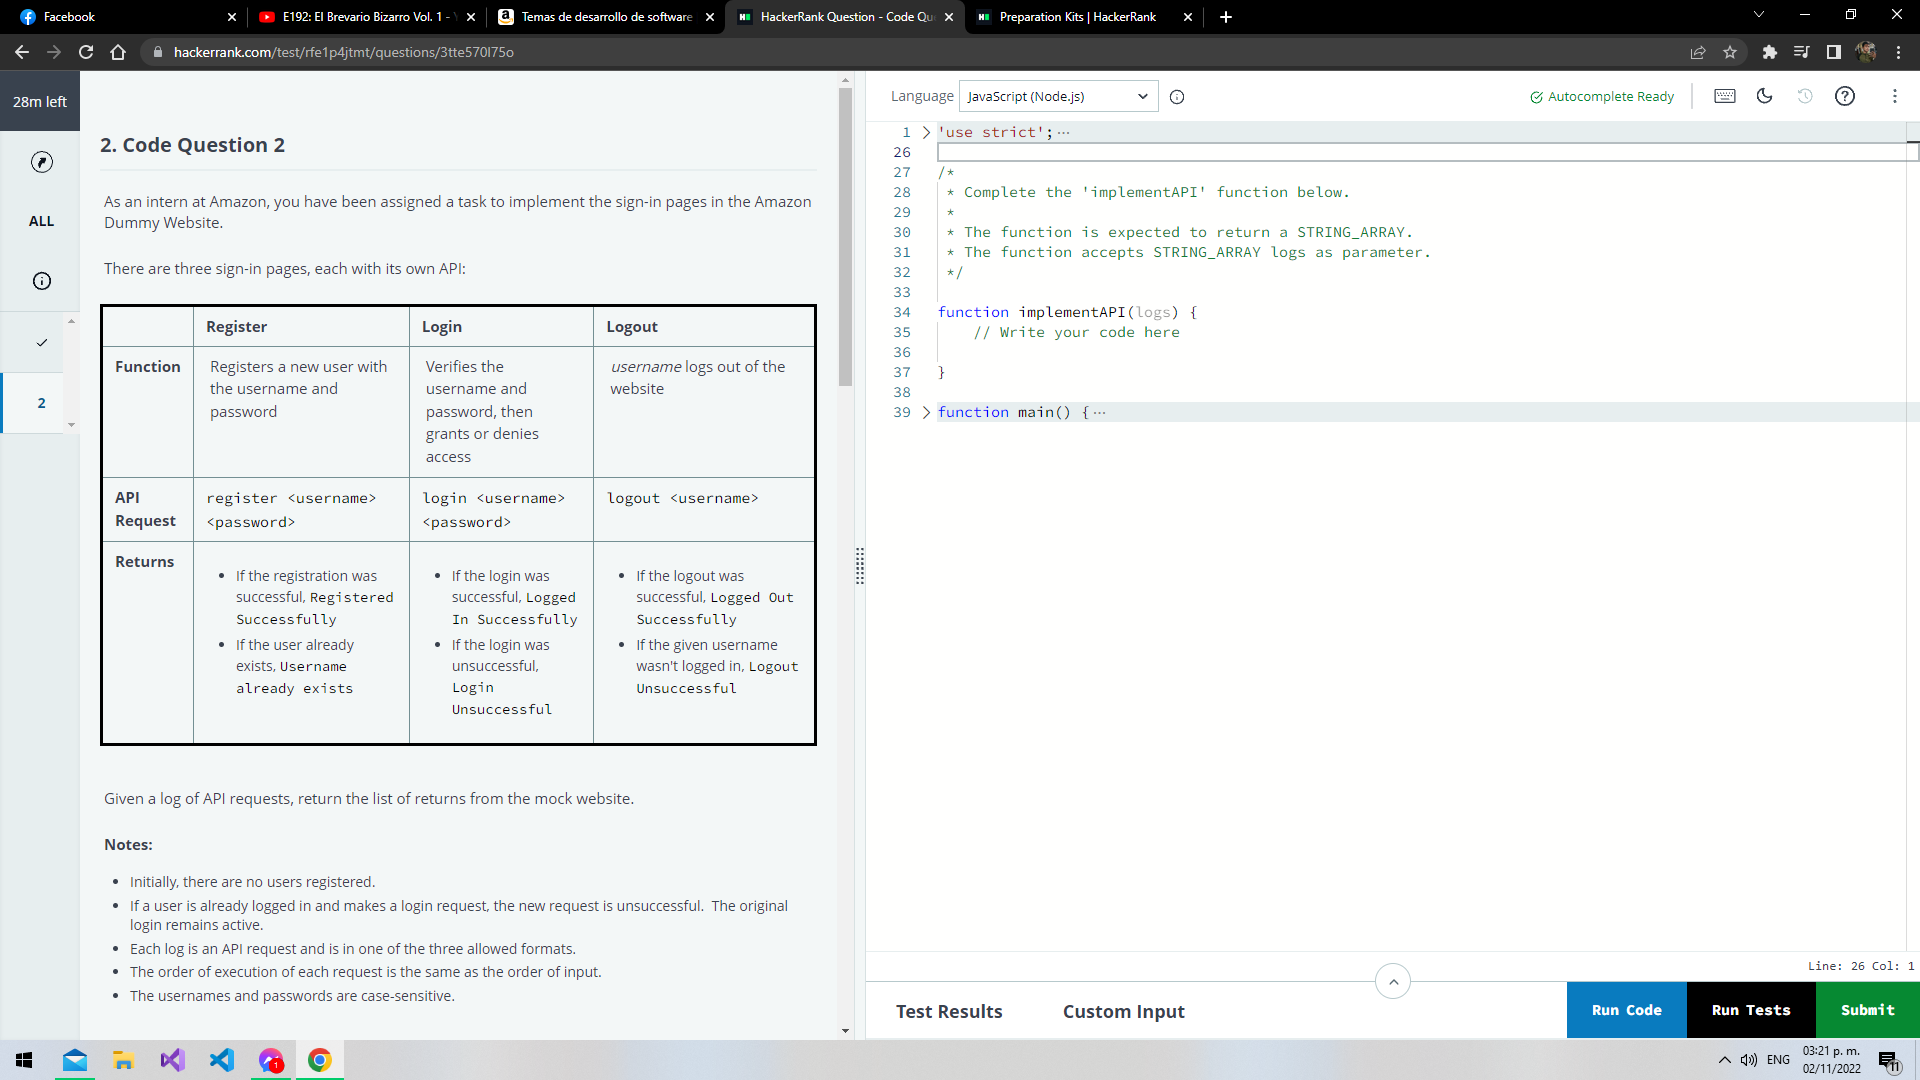 Facebook
E192: El Brevario Bizarro Vol. 1 -
Temas de desarrollo de software
HackerRank Question - Code Qu
Preparation Kits | HackerRank
hackerrank.com/test/rfe1p4jtmt/questions/3tte570l75o
28m left
ALL
2
2. Code Question 2
As an intern at Amazon, you have been assigned a task to implement the sign-in pages in the Amazon
Dummy Website.
There are three sign-in pages, each with its own API:
Register Login Logout
Function
Registers a new user with
the username and
password
Verifies the
username and
password, then
grants or denies
access
username logs out of the
website
API
Request
register <username>
<password>
login <username>
<password>
logout <username>
Returns
• If the registration was
successful, Registered
Successfully
• If the user already
exists, Username
already exists
• If the login was
successful, Logged
In Successfully
• If the login was
unsuccessful,
Login
Unsuccessful
• If the logout was
successful, Logged Out
Successfully
• If the given username
wasn't logged in, Logout
Unsuccessful
Given a log of API requests, return the list of returns from the mock website.
Notes:
• Initially, there are no users registered.
• If a user is already logged in and makes a login request, the new request is unsuccessful. The original
login remains active.
• Each log is an API request and is in one of the three allowed formats.
• The order of execution of each request is the same as the order of input.
• The usernames and passwords are case-sensitive.
Language JavaScript (Node.js)
Autocomplete Ready
1 'use strict'; ...
26
27 /*
28 * Complete the 'implementAPI' function below.
29 *
30 * The function is expected to return a STRING_ARRAY.
31 * The function accepts STRING_ARRAY logs as parameter.
32 */
33
34 function implementAPI(logs) {
35 // Write your code here
36
37 }
38
39 function main() { ...
Line: 26 Col: 1
Test Results Custom Input Run Code Run Tests Submit
1
ENG
03:21 p. m.
02/11/2022
11